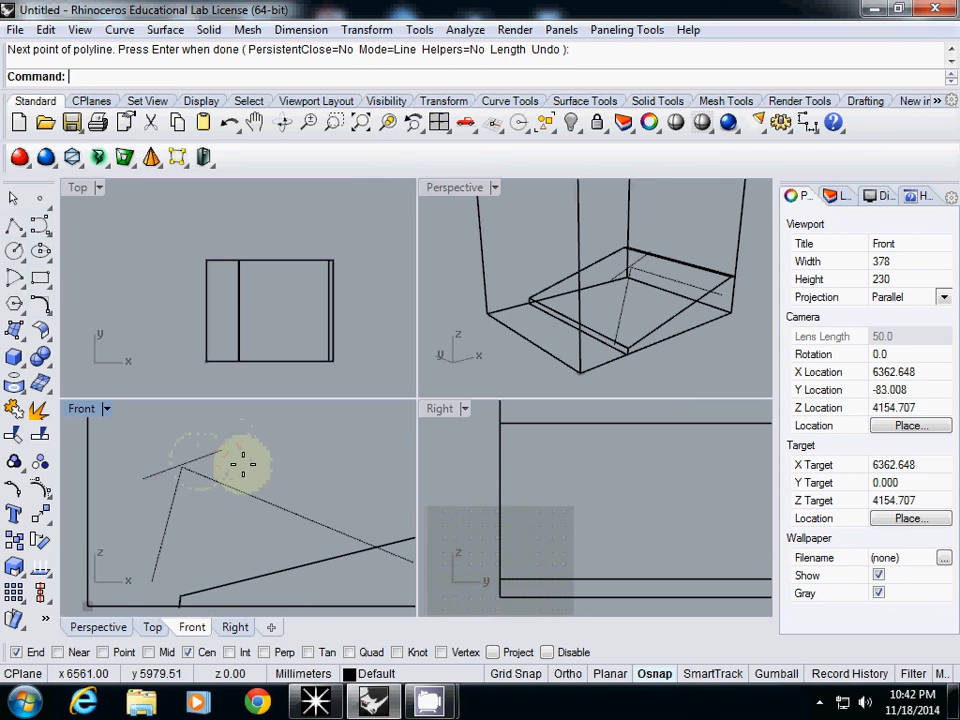 Untitled - Rhinoceros Educational Lab License (64-bit)
File Edit View Curve Surface Solid Mesh Dimension Transform Tools Analyze Render Panels Paneling Tools Help
Next point of polyline. Press Enter when done ( PersistentClose=No Mode=Line Helpers=No Length Undo ):
Command:
Standard CPlanes Set View Display Select Viewport Layout Visibility Transform Curve Tools Surface Tools Solid Tools Mesh Tools Render Tools Drafting New in »
Top
Perspective
P... L... Di... H...
Viewport
Title Front
Width 378
Height 230
Projection Parallel
Camera
Lens Length 50.0
Rotation 0.0
X Location 6362.648
Y Location -83.008
Z Location 4154.707
Location Place...
Target
X Target 6362.648
Y Target 0.000
Z Target 4154.707
Location Place...
Wallpaper
Filename (none) ...
Show
Gray
y x
z y x
Front
Right
z x
z y
Perspective Top Front Right
End Near Point Mid Cen Int Perp Tan Quad Knot Vertex Project Disable
CPlane x 6561.00 y 5979.51 z 0.00 Millimeters Default Grid Snap Ortho Planar Osnap SmartTrack Gumball Record History Filter M..
10:42 PM
11/18/2014